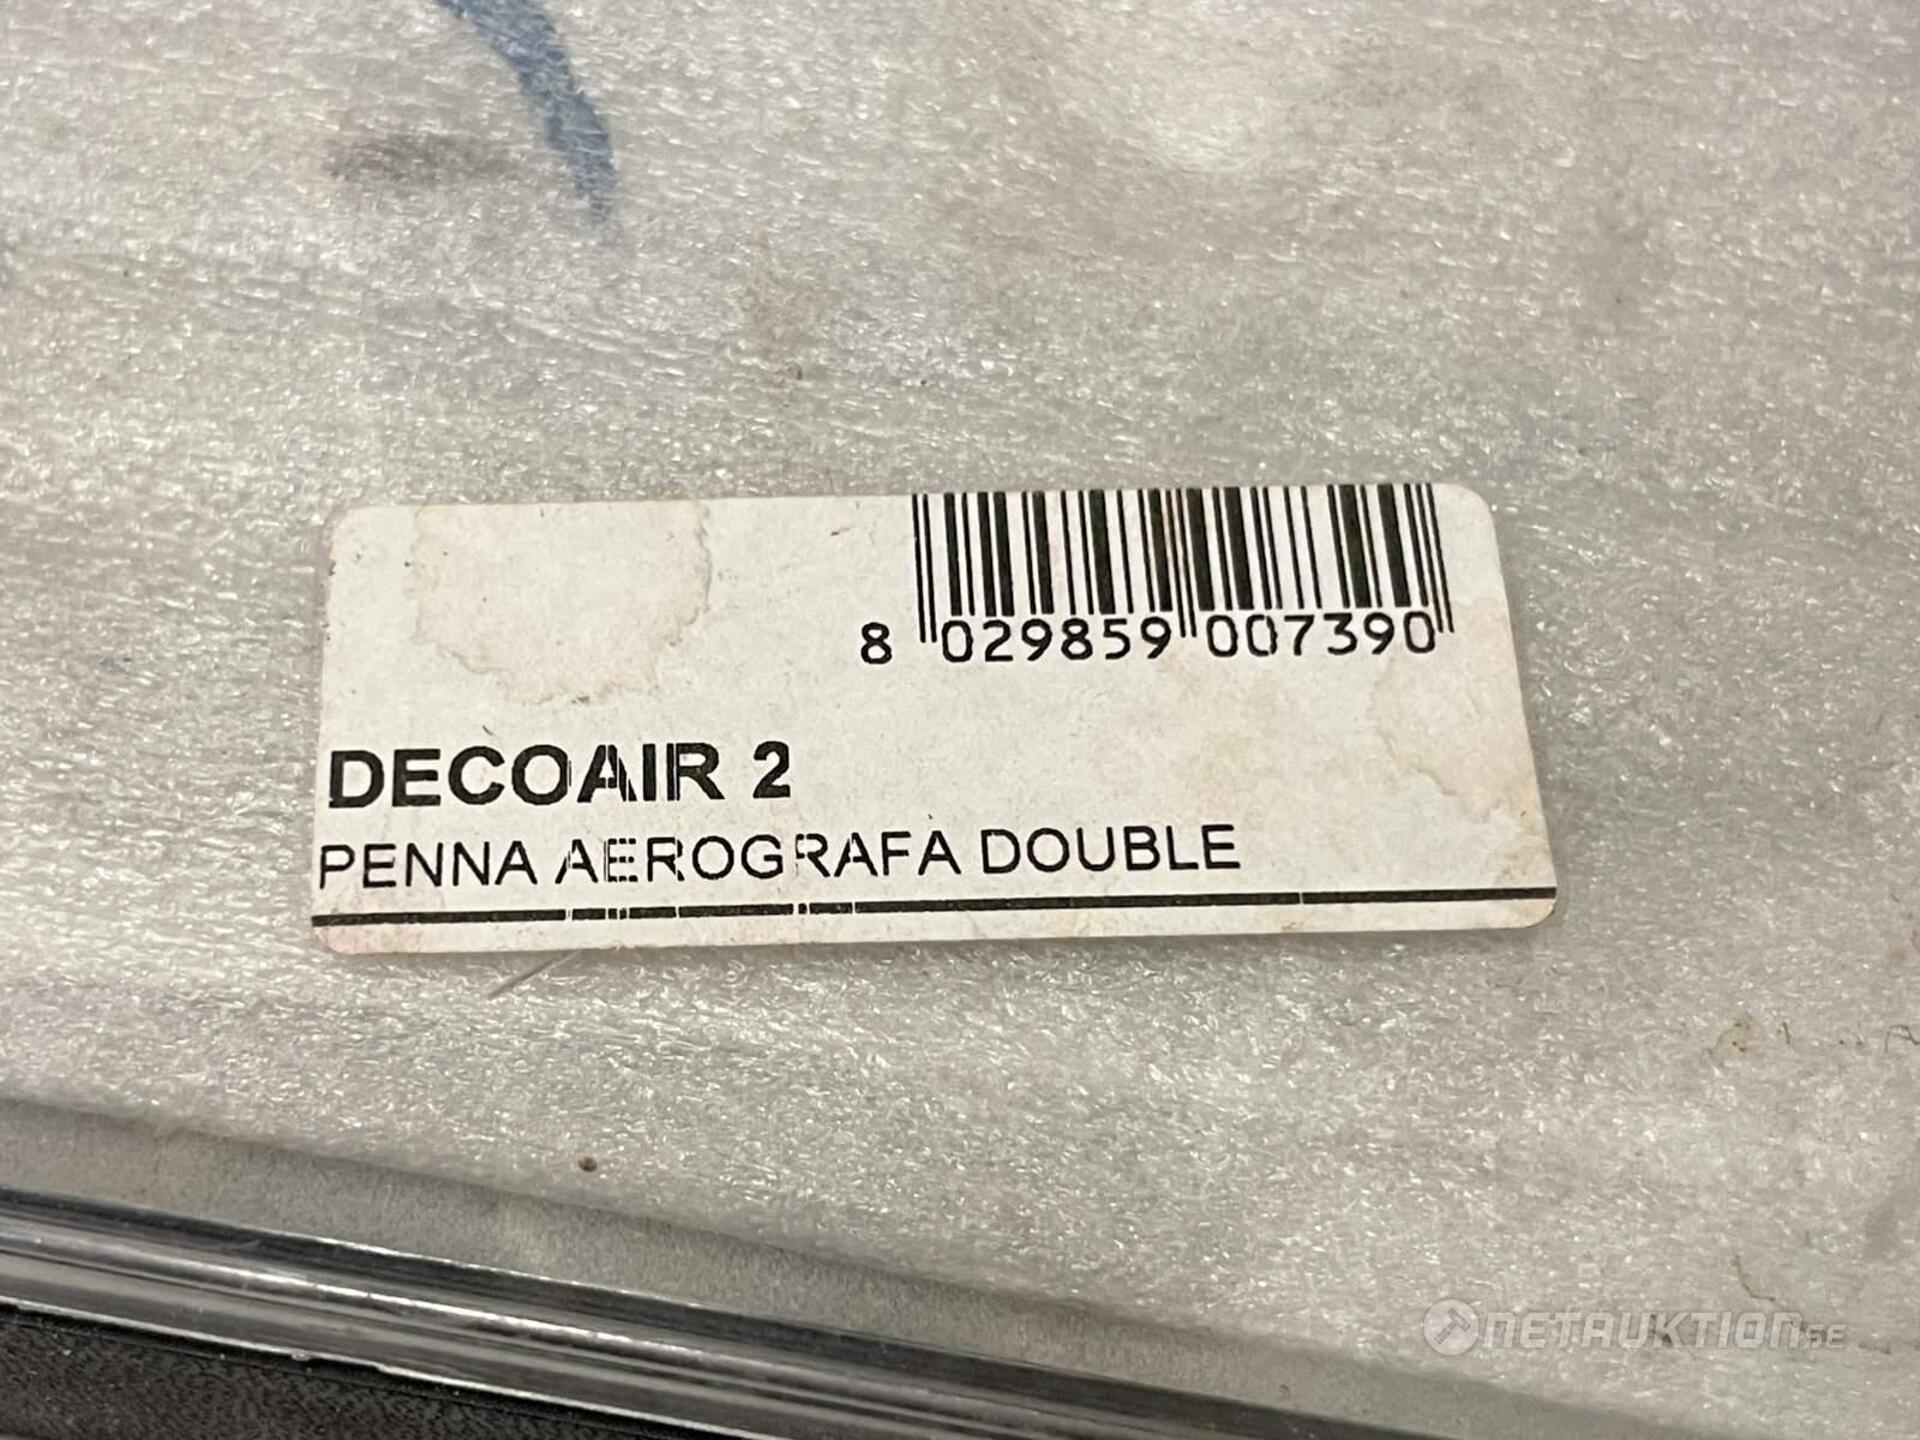 8 029859 007390
DECOAIR 2
PENNA AEROGRAFA DOUBLE
NETAUKTION.SE